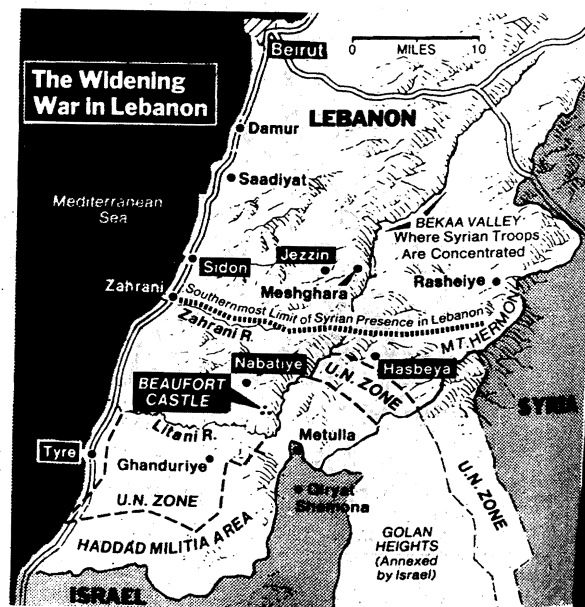 Beirut
0 10
MILES
The Widening
War in Lebanon
LEBANON
Damur
Saadiyat
Mediterranean
Sea
BEKAA VALLEY
Where Syrian Troops
Are Concentrated
Sidon
Jezzin
Meshghara
Rasheiye
Zahrani
Southernmost Limit of Syrian Presence in Lebanon
Zahrani R.
MT. HERMON
Nabatiye
Hasbeya
U.N. ZONE
BEAUFORT
CASTLE
SYRIA
Litani R.
Metulla
Tyre
Ghanduriye
U.N. ZONE
U.N. ZONE
Qiryat
Shemona
HADDAD MILITIA AREA
GOLAN
HEIGHTS
(Annexed
by Israel)
ISRAEL